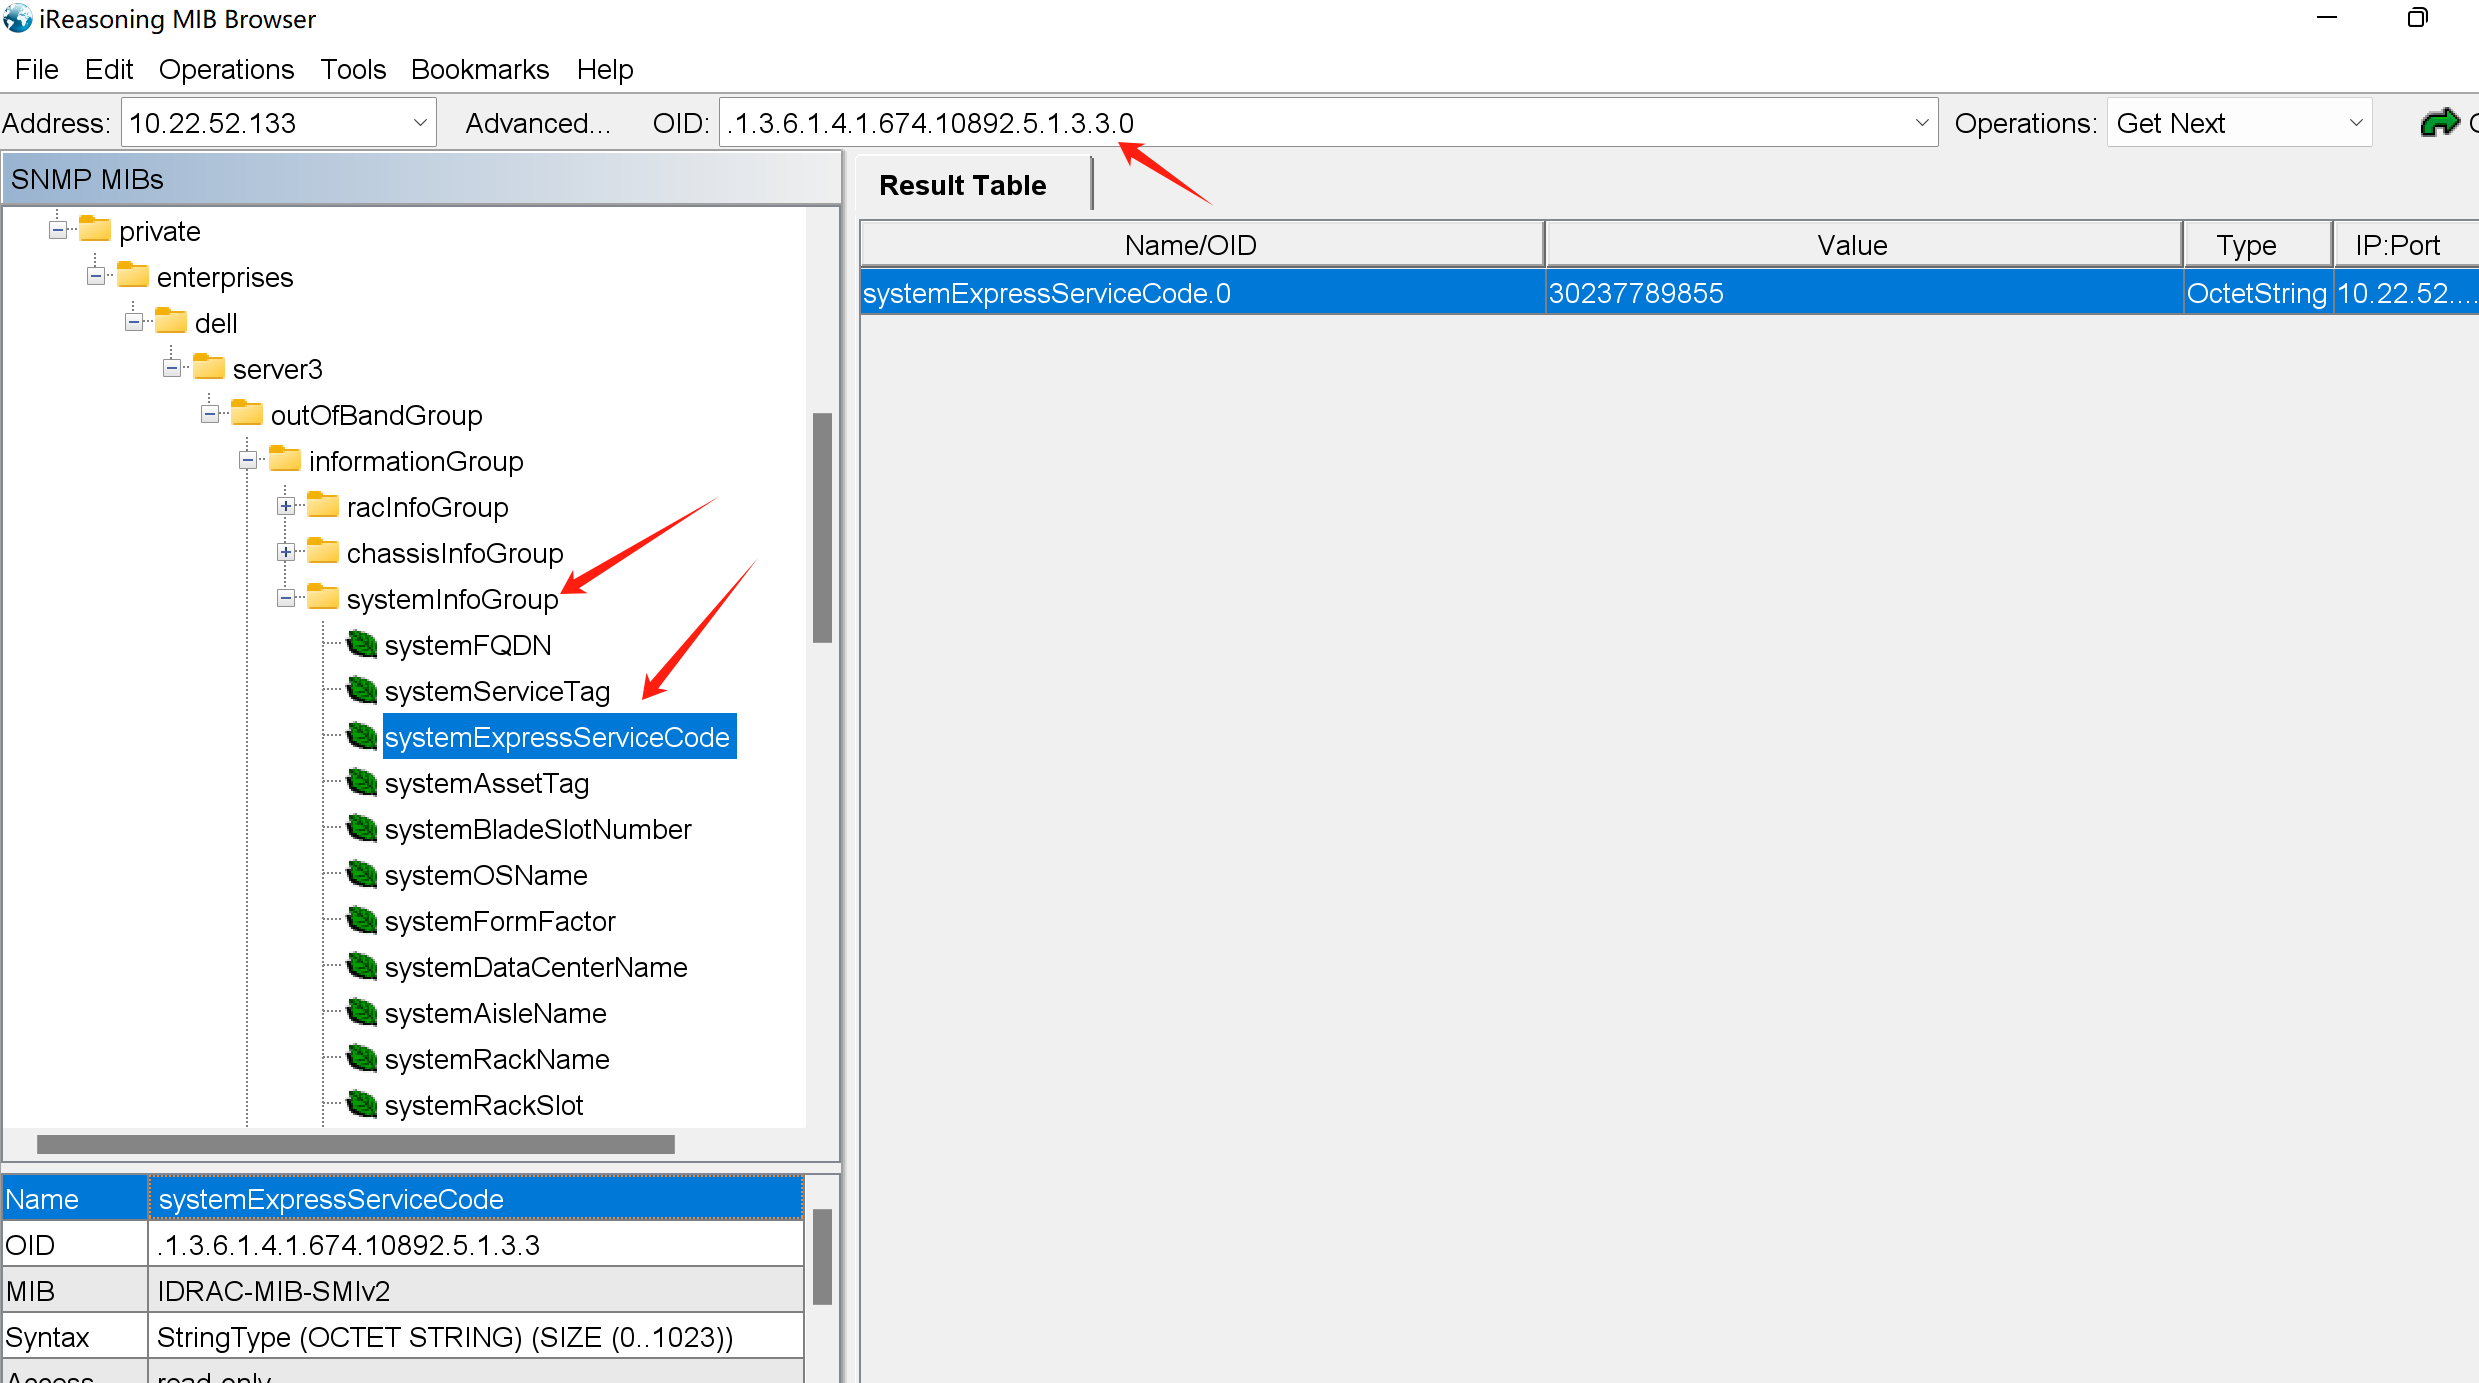 iReasoning MIB Browser
File Edit Operations Tools Bookmarks Help
Address: 10.22.52.133 Advanced... OID: .1.3.6.1.4.1.674.10892.5.1.3.3.0 Operations: Get Next
SNMP MIBs
private
enterprises
dell
server3
outOfBandGroup
informationGroup
racInfoGroup
chassisInfoGroup
systemInfoGroup
systemFQDN
systemServiceTag
systemExpressServiceCode
systemAssetTag
systemBladeSlotNumber
systemOSName
systemFormFactor
systemDataCenterName
systemAisleName
systemRackName
systemRackSlot
Name systemExpressServiceCode
OID .1.3.6.1.4.1.674.10892.5.1.3.3
MIB IDRAC-MIB-SMIv2
Syntax StringType (OCTET STRING) (SIZE (0..1023))
Access read-only
Result Table
Name/OID Value Type IP:Port
systemExpressServiceCode.0 30237789855 OctetString 10.22.52....